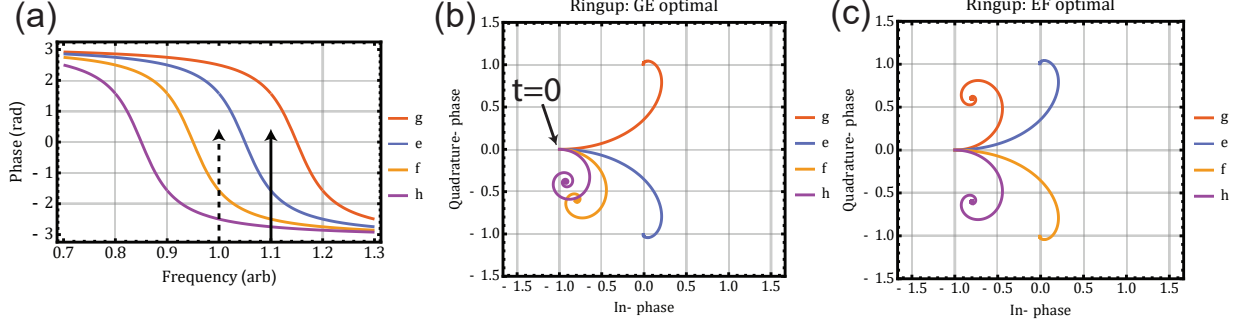 (a)
Phase (rad)
3
2
1
0
- 1
- 2
- 3
0.7 0.8 0.9 1.0 1.1 1.2 1.3
Frequency (arb)
g
e
f
h
(b)
Ringup: GE optimal
t=0
Quadrature- phase
1.5
1.0
0.5
0.0
- 0.5
- 1.0
- 1.5
- 1.5 - 1.0 - 0.5 0.0 0.5 1.0 1.5
In- phase
g
e
f
h
(c)
Ringup: EF optimal
Quadrature- phase
1.5
1.0
0.5
0.0
- 0.5
- 1.0
- 1.5
- 1.5 - 1.0 - 0.5 0.0 0.5 1.0 1.5
In- phase
g
e
f
h